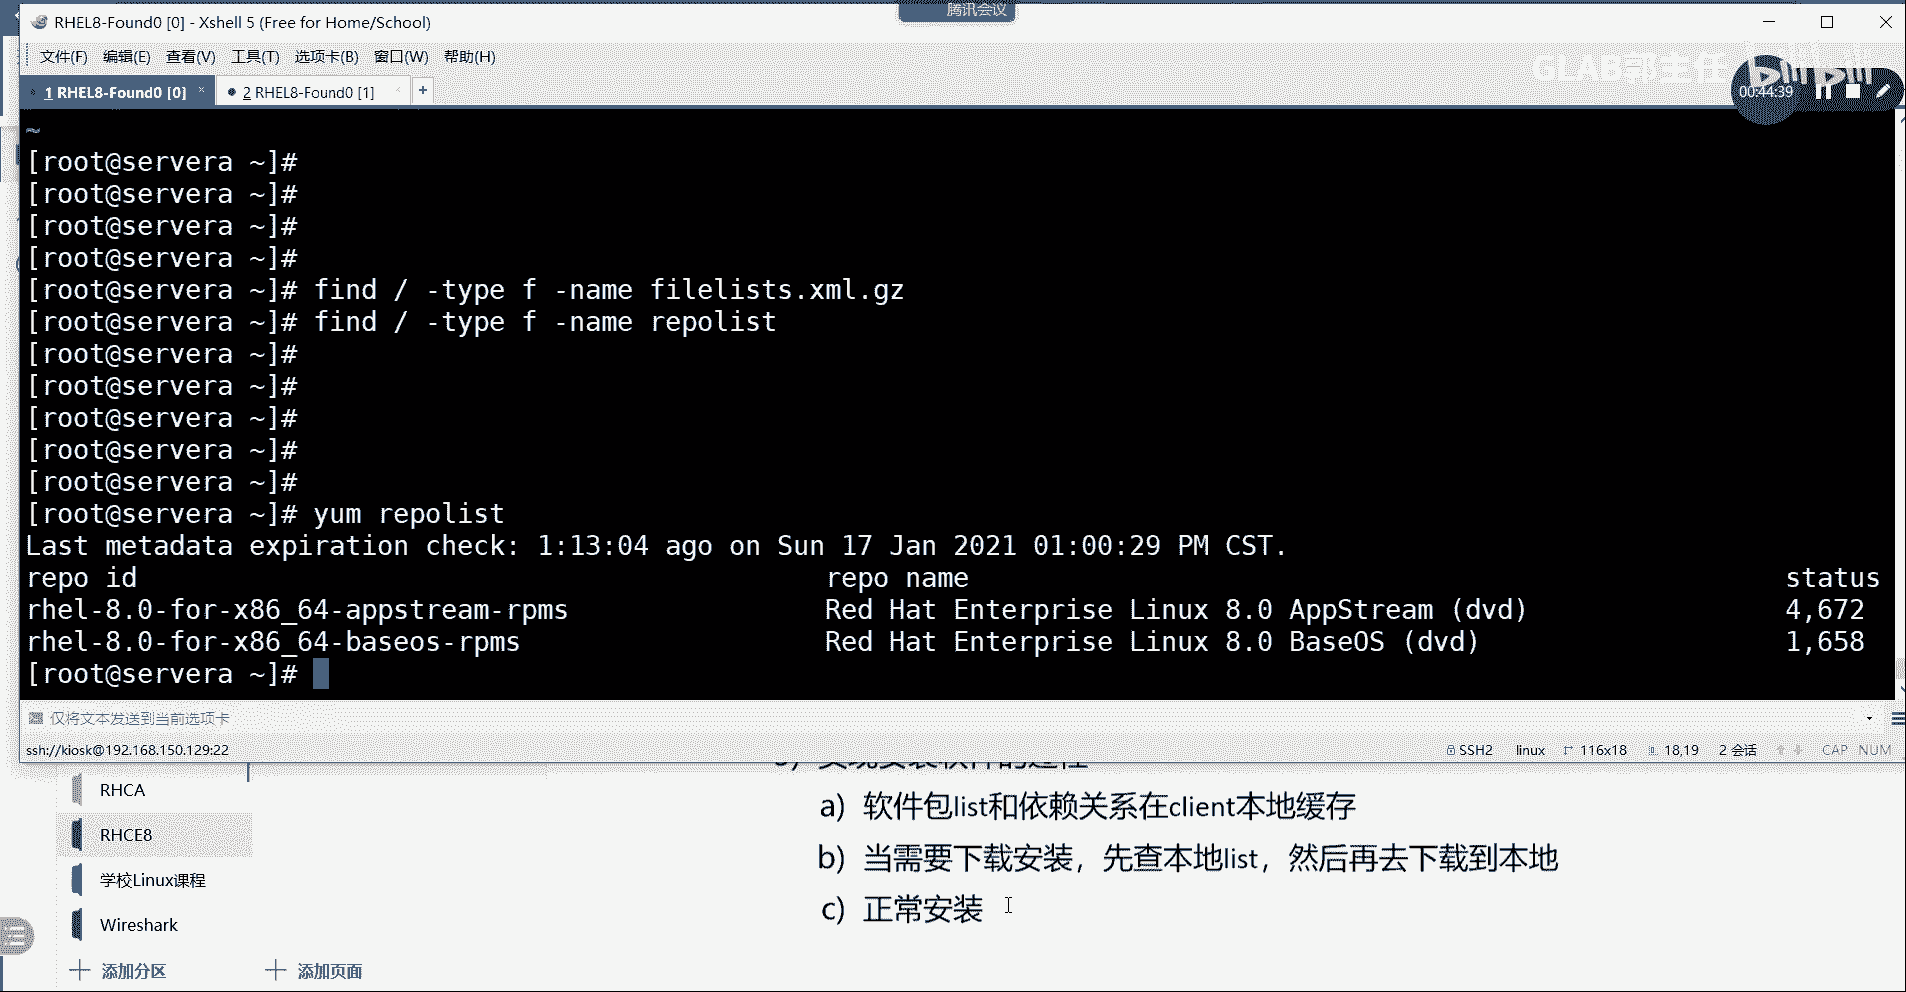 腾讯会议
RHEL8-Found0 [0] - Xshell 5 (Free for Home/School)
文件(F) 编辑(E) 查看(V) 工具(T) 选项卡(B) 窗口(W) 帮助(H)
GLAB郭主任 bilibili
1 RHEL8-Found0 [0] × 2 RHEL8-Found0 [1] +
00:44:39
~
[root@servera ~]#
[root@servera ~]#
[root@servera ~]#
[root@servera ~]#
[root@servera ~]# find / -type f -name filelists.xml.gz
[root@servera ~]# find / -type f -name repolist
[root@servera ~]#
[root@servera ~]#
[root@servera ~]#
[root@servera ~]#
[root@servera ~]#
[root@servera ~]# yum repolist
Last metadata expiration check: 1:13:04 ago on Sun 17 Jan 2021 01:00:29 PM CST.
repo id repo name status
rhel-8.0-for-x86_64-appstream-rpms Red Hat Enterprise Linux 8.0 AppStream (dvd) 4,672
rhel-8.0-for-x86_64-baseos-rpms Red Hat Enterprise Linux 8.0 BaseOS (dvd) 1,658
[root@servera ~]#
仅将文本发送到当前选项卡
ssh://kiosk@192.168.150.129:22 SSH2 linux 116x18 18,19 2 会话 CAP NUM
RHCA
a) 软件包list和依赖关系在client本地缓存
RHCE8
b) 当需要下载安装，先查本地list，然后再去下载到本地
学校Linux课程
c) 正常安装
Wireshark
添加分区 添加页面